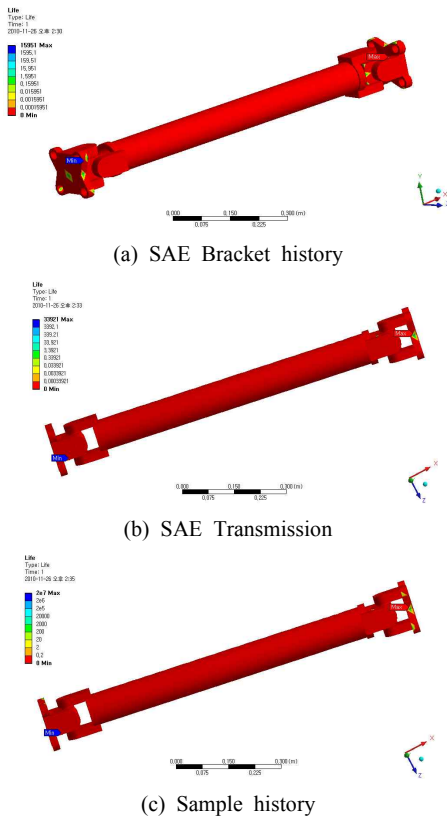 Life
Type: Life
Time: 1
2010-11-26 오후 2:30
15951 Max
1595,1
159,51
15,951
1,5951
0,15951
0,015951
0,0015951
0,00015951
0 Min
Min
Max
0,000
0,150
0,300 (m)
0,075
0,225
Y
X
Z
(a) SAE Bracket history
Life
Type: Life
Time: 1
2010-11-26 오후 2:33
33921 Max
3392,1
339,21
33,921
3,3921
0,33921
0,033921
0,0033921
0,00033921
0 Min
Min
Max
0,000
0,150
0,300 (m)
0,075
0,225
X
Z
(b) SAE Transmission
Life
Type: Life
Time: 1
2010-11-26 오후 2:35
2e7 Max
2e6
2e5
20000
2000
200
20
2
0,2
0 Min
Min
Max
0,000
0,150
0,300 (m)
0,075
0,225
X
Z
(c) Sample history